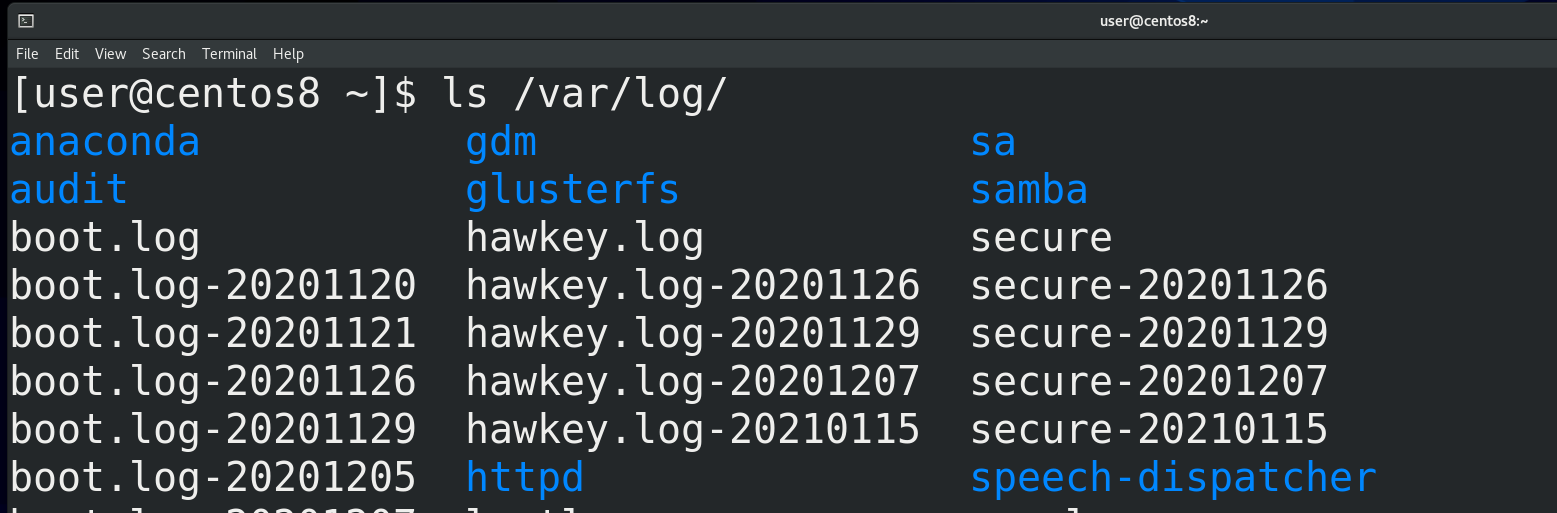 user@centos8:~
File Edit View Search Terminal Help
[user@centos8 ~]$ ls /var/log/
anaconda gdm sa
audit glusterfs samba
boot.log hawkey.log secure
boot.log-20201120 hawkey.log-20201126 secure-20201126
boot.log-20201121 hawkey.log-20201129 secure-20201129
boot.log-20201126 hawkey.log-20201207 secure-20201207
boot.log-20201129 hawkey.log-20210115 secure-20210115
boot.log-20201205 httpd speech-dispatcher